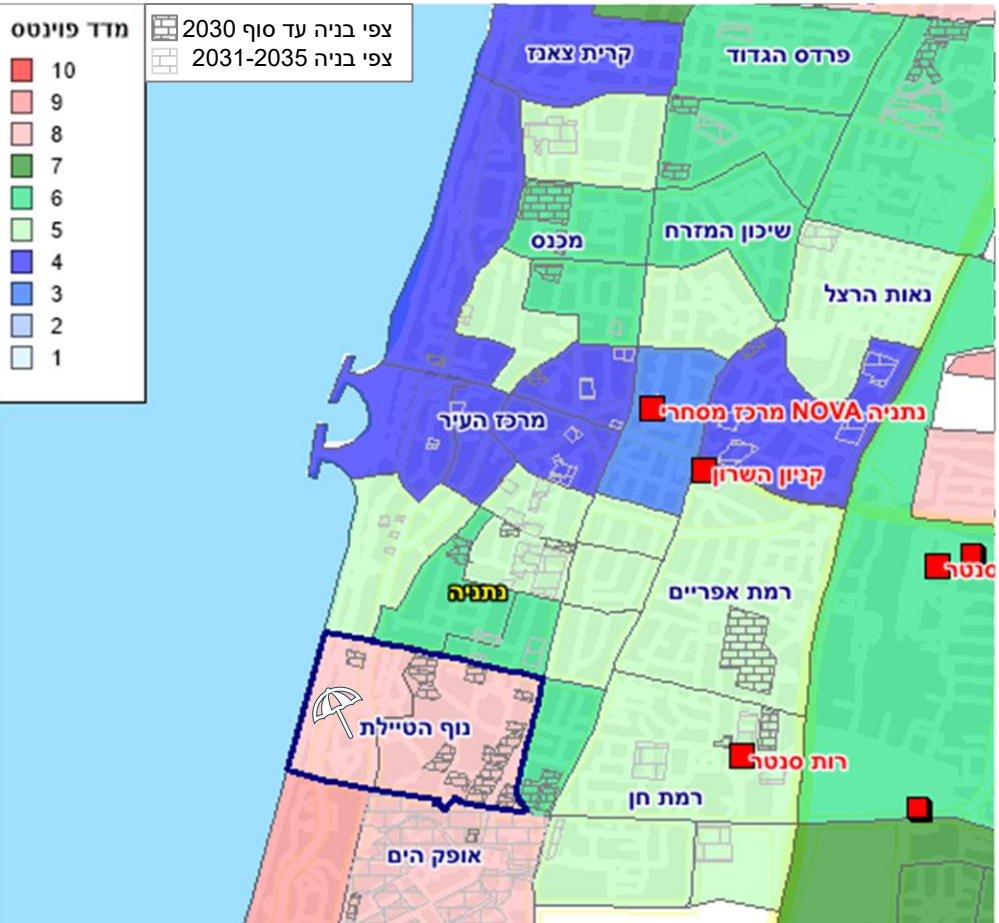 מדד פוינטס
10
9
8
7
6
5
4
3
2
1
צפי בניה עד סוף 2030
צפי בניה 2031-2035
קרית צאנז
פרדס הגדוד
מכנס
שיכון המזרח
נאות הרצל
נתניה NOVA מרכז מסחרי
מרכז העיר
קניון השרון
סנטר
נתניה
רמת אפריים
נוף הטיילת
רות סנטר
רמת חן
אופק הים